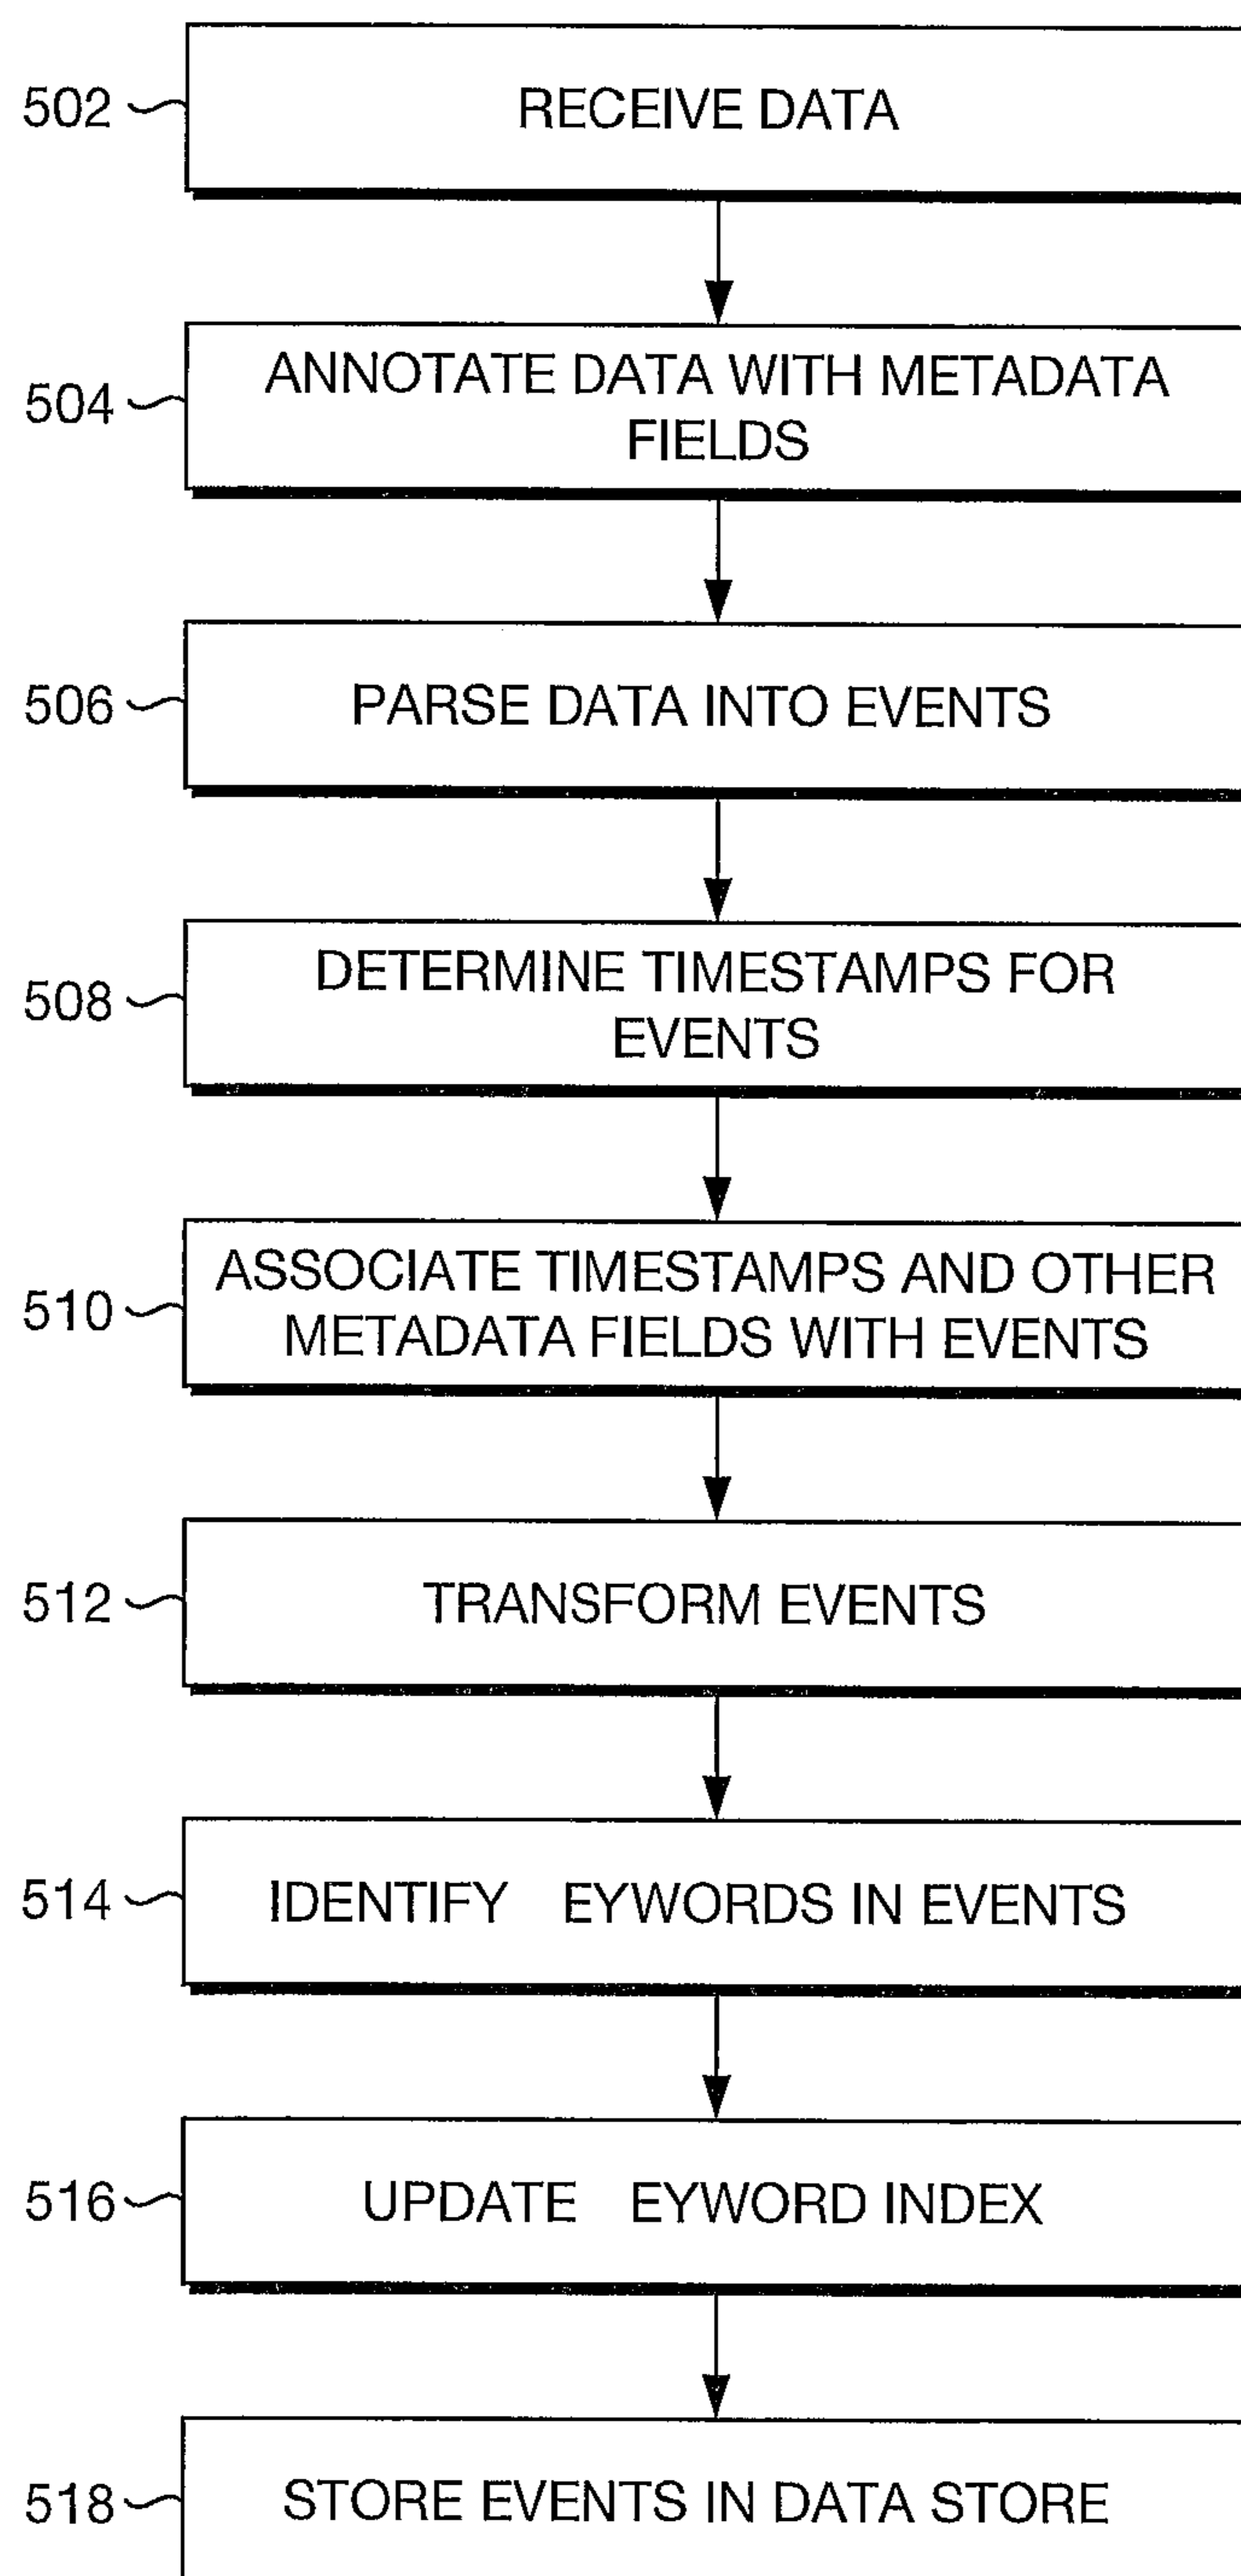 502
RECEIVE DATA
504
ANNOTATE DATA WITH METADATA
FIELDS
506
PARSE DATA INTO EVENTS
508
DETERMINE TIMESTAMPS FOR
EVENTS
510
ASSOCIATE TIMESTAMPS AND OTHER
METADATA FIELDS WITH EVENTS
512
TRANSFORM EVENTS
514
IDENTIFY EYWORDS IN EVENTS
516
UPDATE EYWORD INDEX
518
STORE EVENTS IN DATA STORE